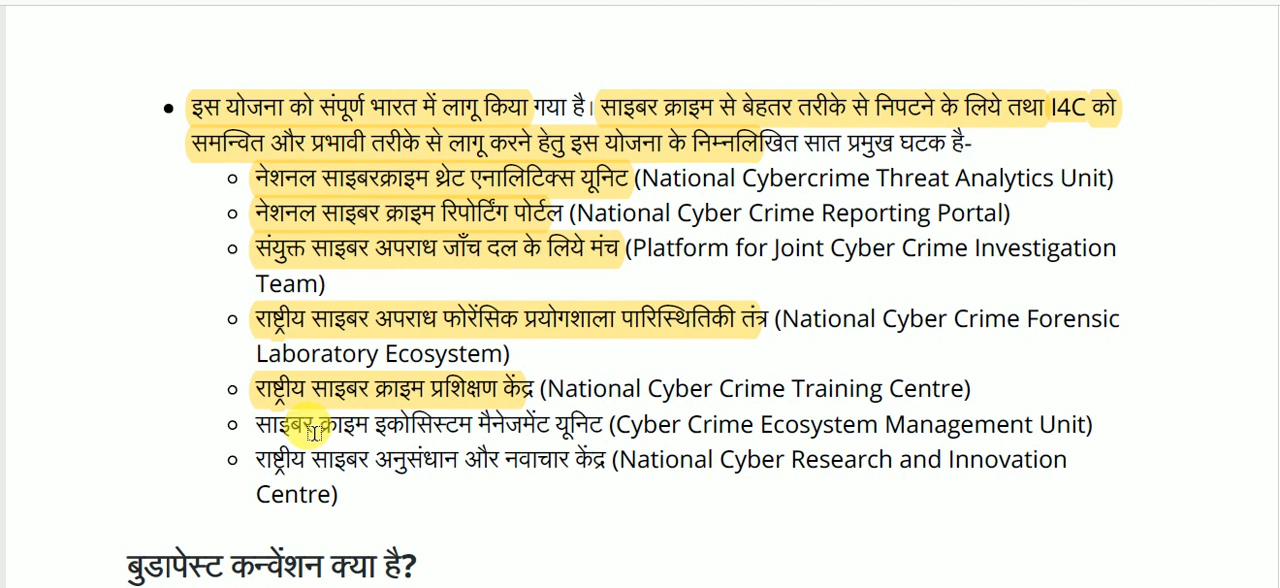 • इस योजना को संपूर्ण भारत में लागू किया गया है। साइबर क्राइम से बेहतर तरीके से निपटने के लिये तथा I4C को
समन्वित और प्रभावी तरीके से लागू करने हेतु इस योजना के निम्नलिखित सात प्रमुख घटक है-
○ नेशनल साइबरक्राइम थ्रेट एनालिटिक्स यूनिट (National Cybercrime Threat Analytics Unit)
○ नेशनल साइबर क्राइम रिपोर्टिंग पोर्टल (National Cyber Crime Reporting Portal)
○ संयुक्त साइबर अपराध जाँच दल के लिये मंच (Platform for Joint Cyber Crime Investigation
Team)
○ राष्ट्रीय साइबर अपराध फोरेंसिक प्रयोगशाला पारिस्थितिकी तंत्र (National Cyber Crime Forensic
Laboratory Ecosystem)
○ राष्ट्रीय साइबर क्राइम प्रशिक्षण केंद्र (National Cyber Crime Training Centre)
○ साइबर क्राइम इकोसिस्टम मैनेजमेंट यूनिट (Cyber Crime Ecosystem Management Unit)
○ राष्ट्रीय साइबर अनुसंधान और नवाचार केंद्र (National Cyber Research and Innovation
Centre)
बुडापेस्ट कन्वेंशन क्या है?